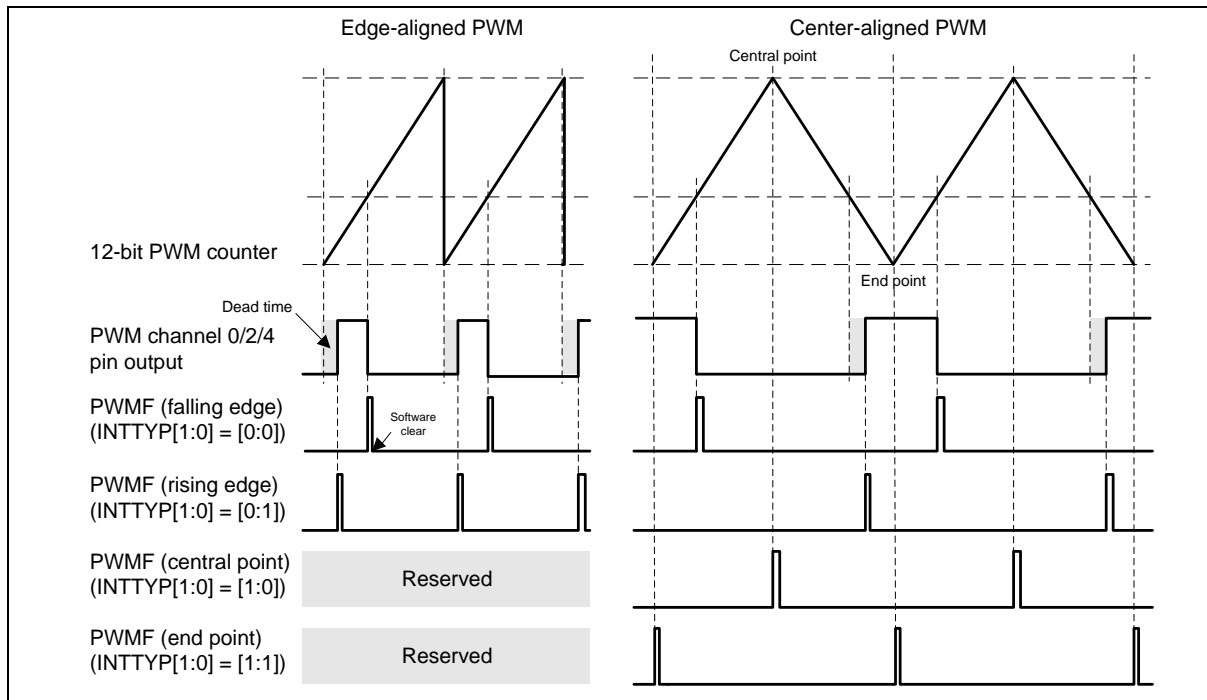 Edge-aligned PWM
Center-aligned PWM
Central point
12-bit PWM counter
End point
Dead time
PWM channel 0/2/4
pin output
PWMF (falling edge)
(INTTYP[1:0] = [0:0])
Software
clear
PWMF (rising edge)
(INTTYP[1:0] = [0:1])
PWMF (central point)
(INTTYP[1:0] = [1:0])
Reserved
PWMF (end point)
(INTTYP[1:0] = [1:1])
Reserved